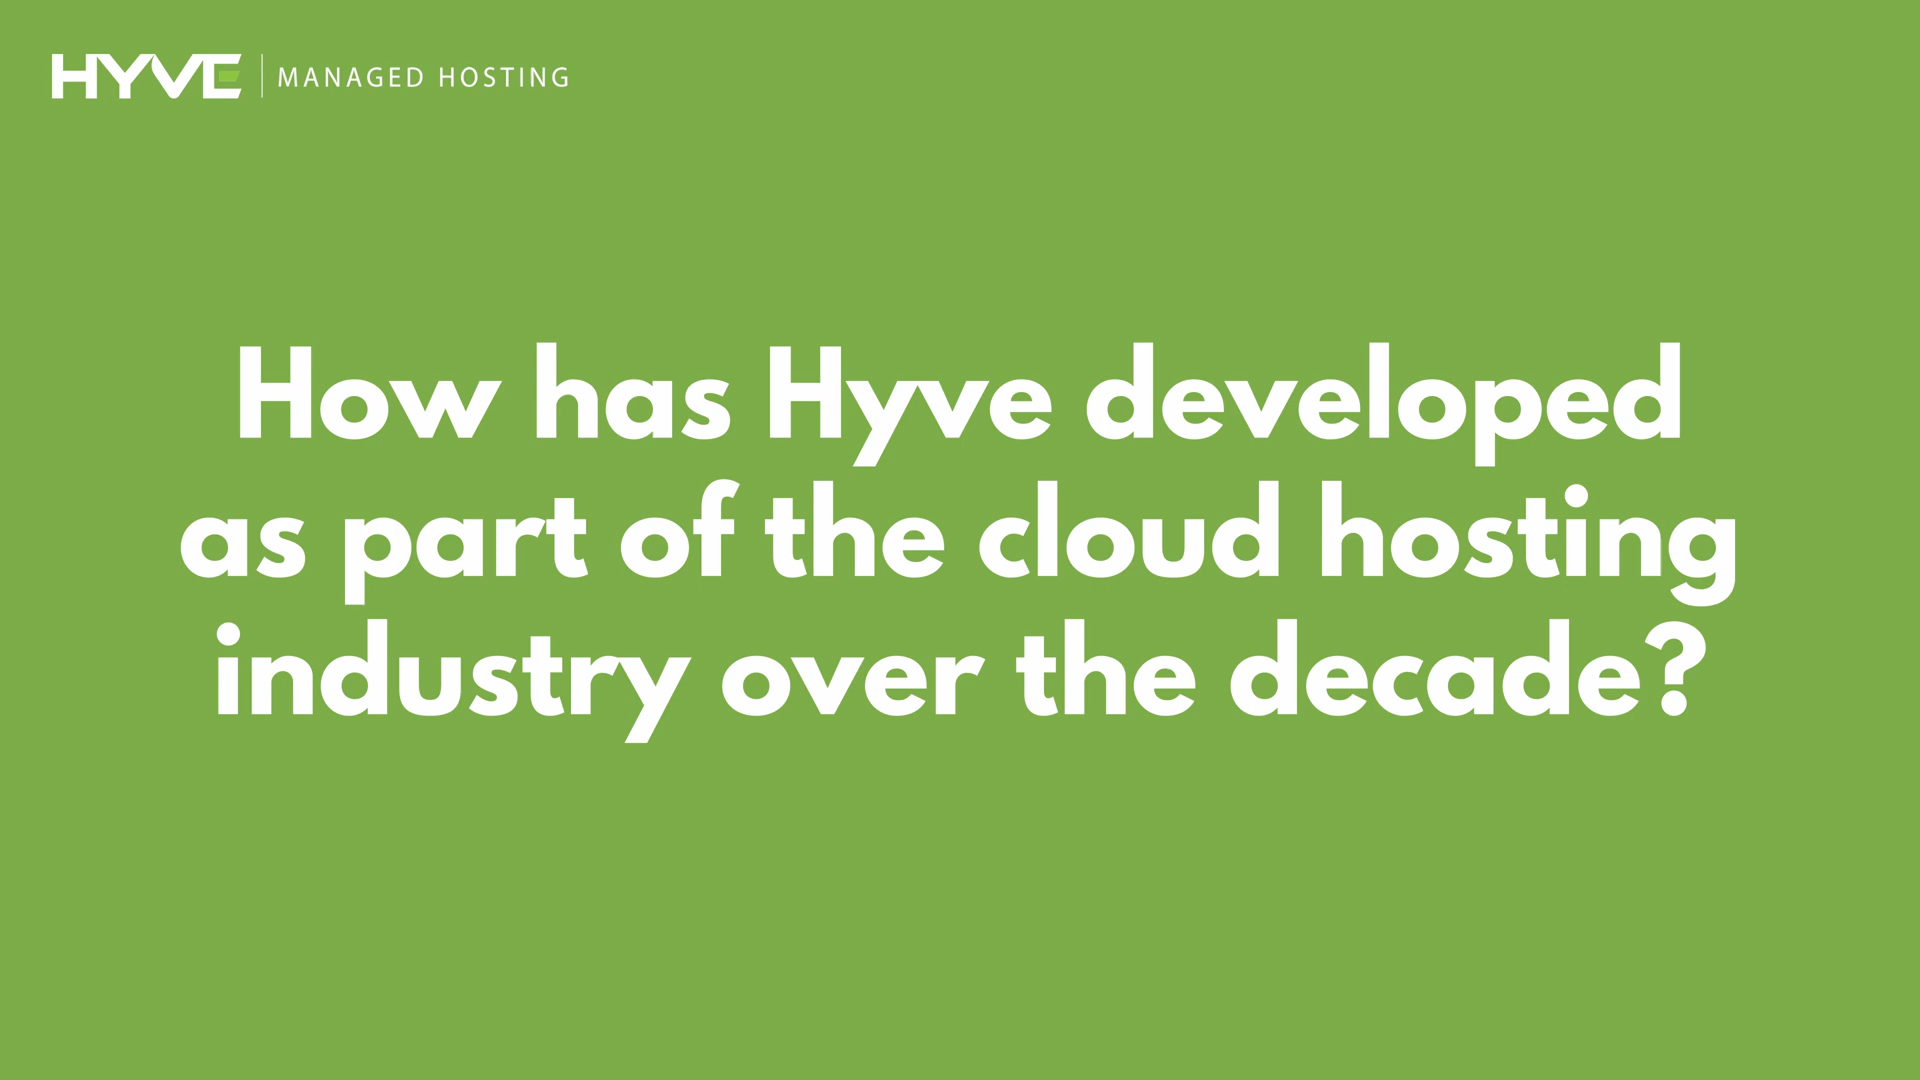 HYVE | MANAGED HOSTING
How has Hyve developed
as part of the cloud hosting
industry over the decade?